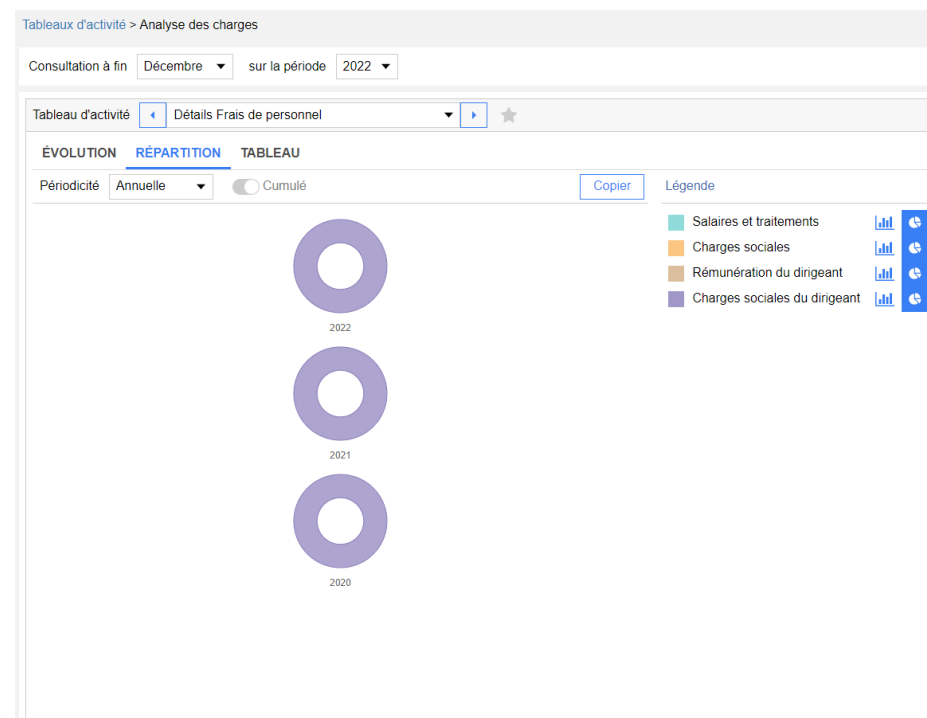 Tableaux d'activité > Analyse des charges
Consultation à fin Décembre sur la période 2022
Tableau d'activité Détails Frais de personnel
ÉVOLUTION RÉPARTITION TABLEAU
Périodicité Annuelle Cumulé Copier Légende
Salaires et traitements
Charges sociales
Rémunération du dirigeant
Charges sociales du dirigeant
2022
2021
2020